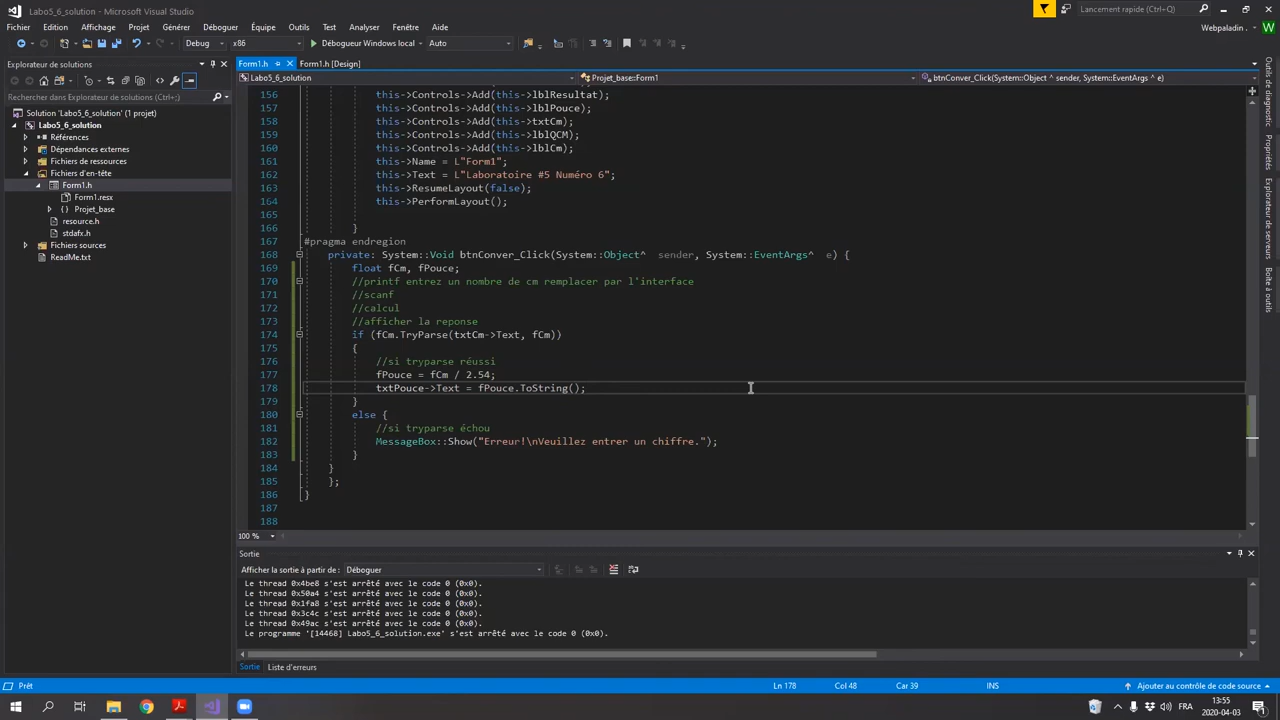 Labo5_6_solution - Microsoft Visual Studio
Lancement rapide (Ctrl+Q)
Fichier Edition Affichage Projet Générer Déboguer Équipe Outils Test Analyser Fenêtre Aide
Webpaladin .
Debug x86 Débogueur Windows local Auto
Explorateur de solutions
Form1.h Form1.h [Design]
Labo5_6_solution Projet_base::Form1 btnConver_Click(System::Object ^ sender, System::EventArgs ^ e)
Rechercher dans Explorateur de solutions (Ctrl+;)
Solution 'Labo5_6_solution' (1 projet)
Labo5_6_solution
Références
Dépendances externes
Fichiers de ressources
Fichiers d'en-tête
Form1.h
Form1.resx
Projet_base
resource.h
stdafx.h
Fichiers sources
ReadMe.txt
156 this->Controls->Add(this->lblResultat);
157 this->Controls->Add(this->lblPouce);
158 this->Controls->Add(this->txtCm);
159 this->Controls->Add(this->lblQCM);
160 this->Controls->Add(this->lblCm);
161 this->Name = L"Form1";
162 this->Text = L"Laboratoire #5 Numéro 6";
163 this->ResumeLayout(false);
164 this->PerformLayout();
165
166 }
167 #pragma endregion
168 private: System::Void btnConver_Click(System::Object^ sender, System::EventArgs^ e) {
169 float fCm, fPouce;
170 //printf entrez un nombre de cm remplacer par l'interface
171 //scanf
172 //calcul
173 //afficher la reponse
174 if (fCm.TryParse(txtCm->Text, fCm))
175 {
176 //si tryparse réussi
177 fPouce = fCm / 2.54;
178 txtPouce->Text = fPouce.ToString();
179 }
180 else {
181 //si tryparse échou
182 MessageBox::Show("Erreur!\nVeuillez entrer un chiffre.");
183 }
184 }
185 };
186 }
187
188
100 %
Outils de diagnostic
Explorateur de serveurs
Boîte à outils
Sortie
Afficher la sortie à partir de : Déboguer
Le thread 0x4be8 s'est arrêté avec le code 0 (0x0).
Le thread 0x50a4 s'est arrêté avec le code 0 (0x0).
Le thread 0x1fa8 s'est arrêté avec le code 0 (0x0).
Le thread 0x3c4c s'est arrêté avec le code 0 (0x0).
Le thread 0x49ac s'est arrêté avec le code 0 (0x0).
Le programme '[14468] Labo5_6_solution.exe' s'est arrêté avec le code 0 (0x0).
Sortie Liste d'erreurs
Prêt Ln 178 Col 48 Car 39 INS Ajouter au contrôle de code source
FRA
13:55
2020-04-03